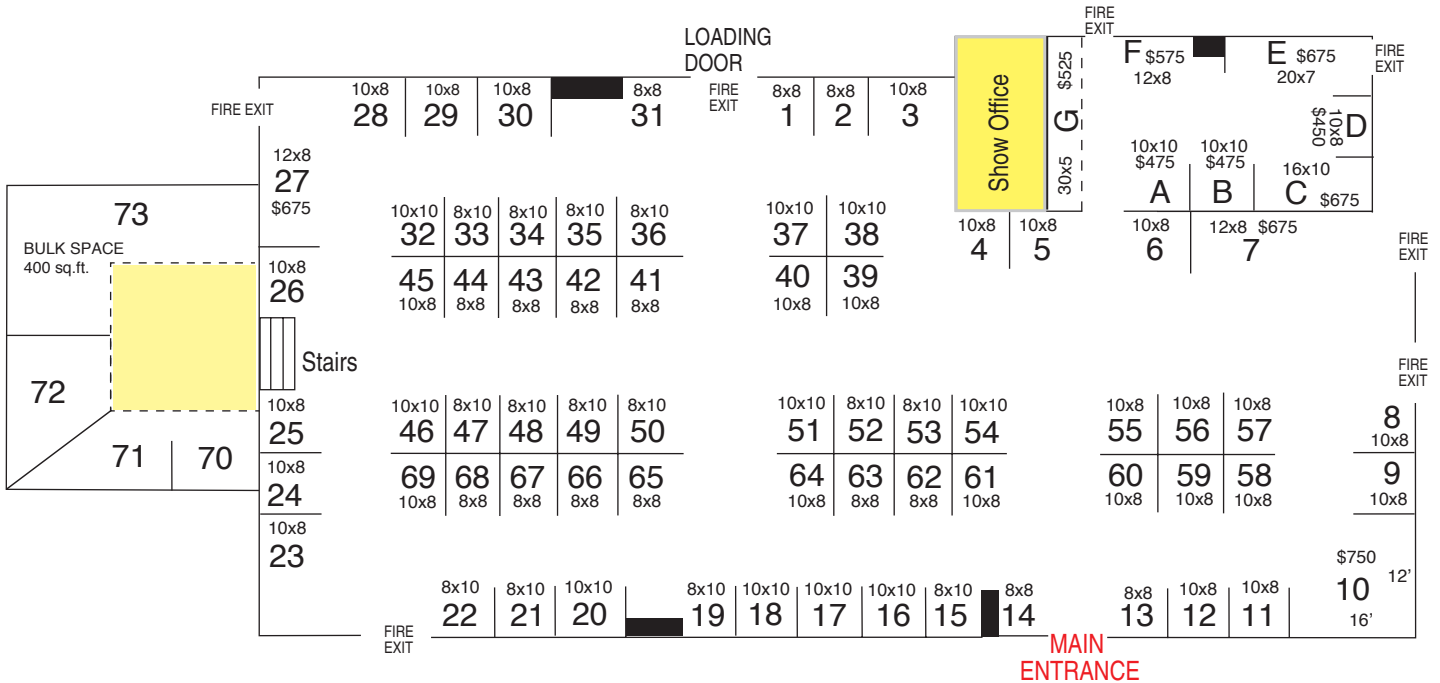 LOADING
DOOR
FIRE
EXIT
FIRE EXIT
10x8
28
10x8
29
10x8
30
8x8
31
FIRE
EXIT
8x8
1
8x8
2
10x8
3
Show Office
G
$525
30x5
F $575
12x8
E $675
20x7
FIRE
EXIT
D
10x8
$450
10x10
$475
A
10x10
$475
B
16x10
C $675
12x8
27
$675
73
BULK SPACE
400 sq.ft.
10x10
32
8x10
33
8x10
34
8x10
35
8x10
36
10x10
37
10x10
38
10x8
4
10x8
5
10x8
6
12x8 $675
7
FIRE
EXIT
10x8
26
45
10x8
44
8x8
43
8x8
42
8x8
41
8x8
40
10x8
39
10x8
Stairs
72
FIRE
EXIT
10x8
25
10x10
46
8x10
47
8x10
48
8x10
49
8x10
50
10x10
51
8x10
52
8x10
53
10x10
54
10x8
55
10x8
56
10x8
57
8
10x8
71
70
10x8
24
69
10x8
68
8x8
67
8x8
66
8x8
65
8x8
64
10x8
63
8x8
62
8x8
61
10x8
60
10x8
59
10x8
58
10x8
9
10x8
10x8
23
8x10
22
8x10
21
10x10
20
8x10
19
10x10
18
10x10
17
10x10
16
8x10
15
8x8
14
8x8
13
10x8
12
10x8
11
$750
10
12'
16'
FIRE
EXIT
MAIN
ENTRANCE